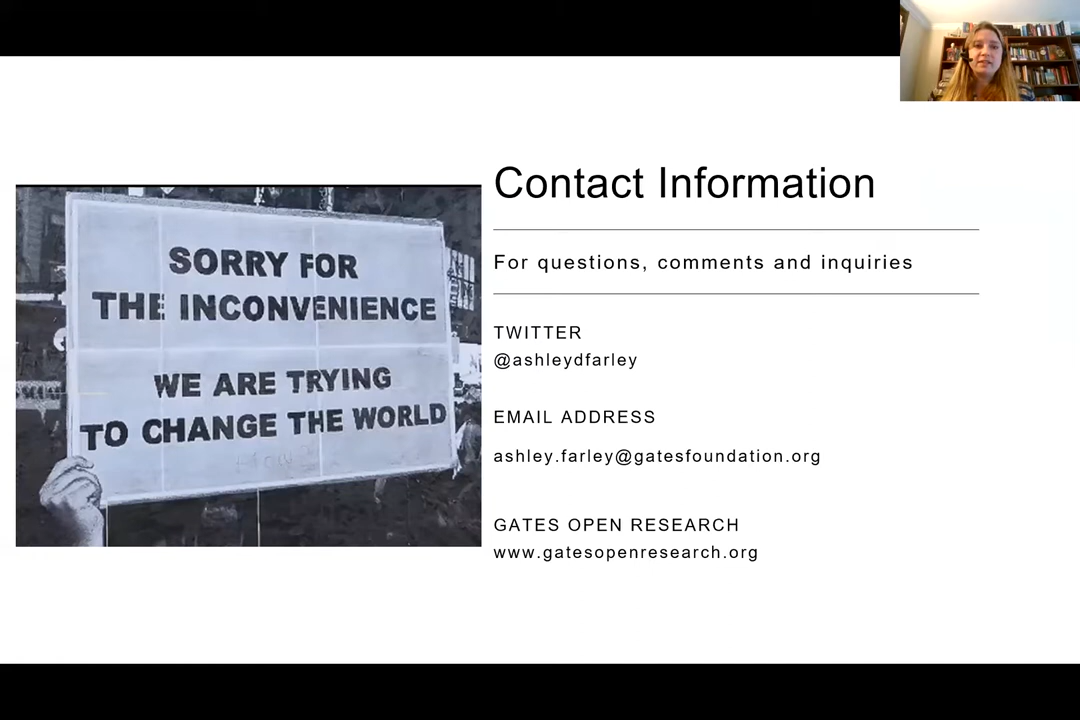 SORRY FOR
THE INCONVENIENCE
WE ARE TRYING
TO CHANGE THE WORLD
Contact Information
For questions, comments and inquiries
TWITTER
@ashleydfarley
EMAIL ADDRESS
ashley.farley@gatesfoundation.org
GATES OPEN RESEARCH
www.gatesopenresearch.org